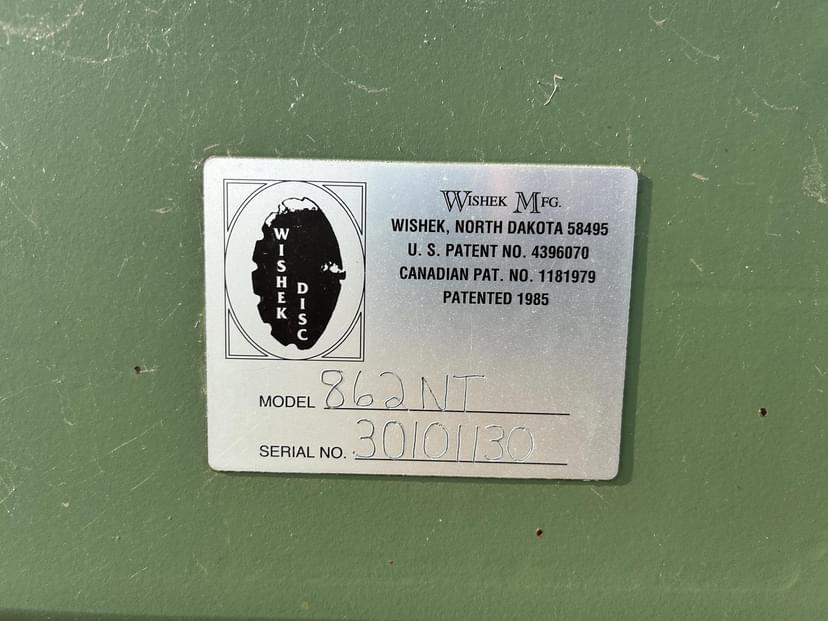 WISHEK
DISC
WISHEK MFG.
WISHEK, NORTH DAKOTA 58495
U. S. PATENT NO. 4396070
CANADIAN PAT. NO. 1181979
PATENTED 1985
MODEL 862NT
SERIAL NO. 30101130